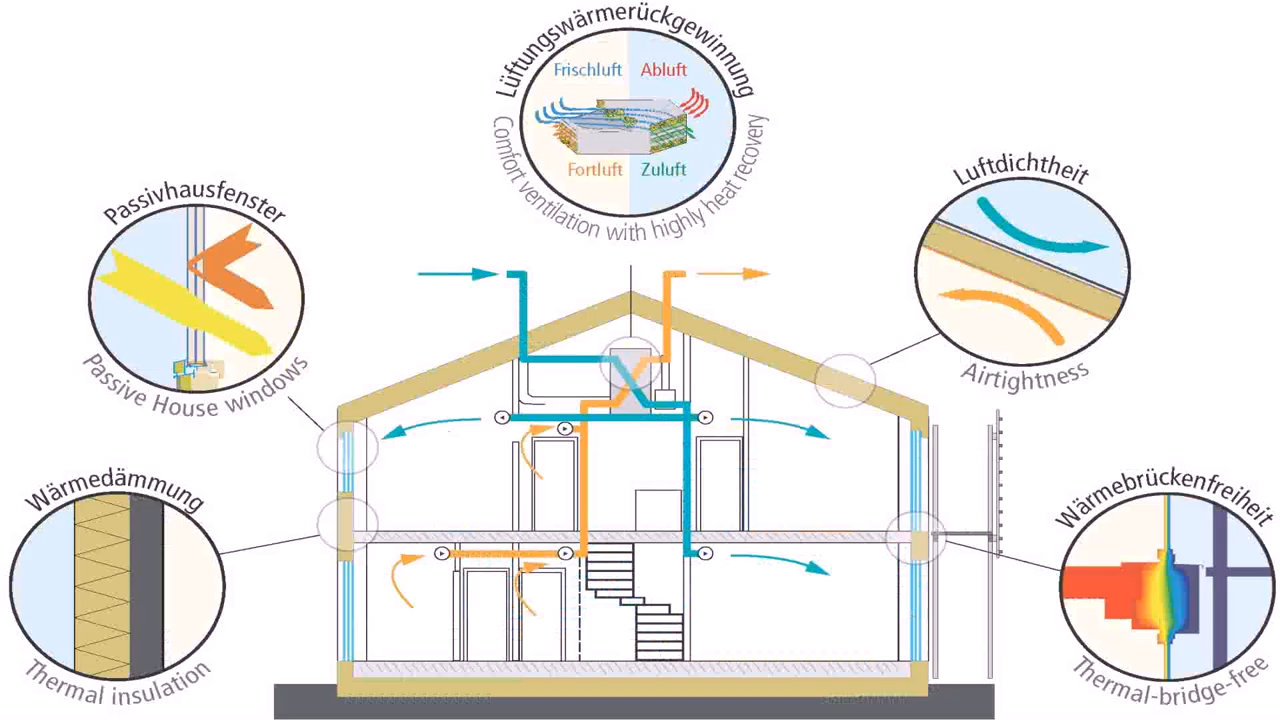 Lüftungswärmerückgewinnung
Frischluft Abluft
Fortluft Zuluft
Comfort ventilation with highly heat recovery
Passivhausfenster
Passive House windows
Luftdichtheit
Airtightness
Wärmedämmung
Thermal insulation
Wärmebrückenfreiheit
Thermal-bridge-free